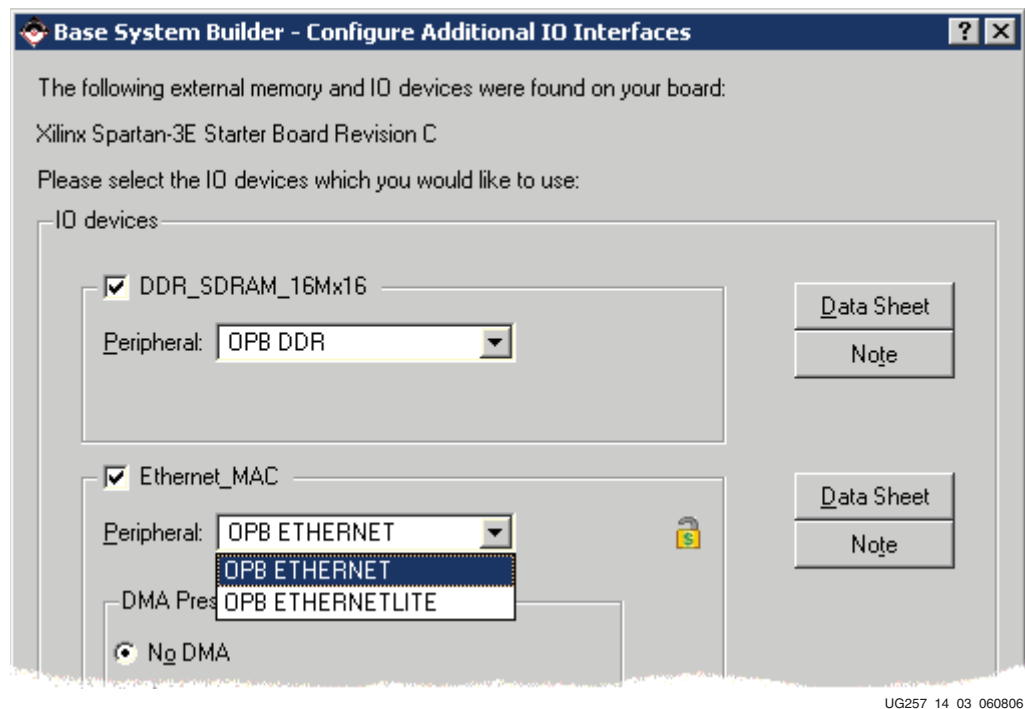 Base System Builder - Configure Additional IO Interfaces
The following external memory and IO devices were found on your board:
Xilinx Spartan-3E Starter Board Revision C
Please select the IO devices which you would like to use:
IO devices
DDR_SDRAM_16Mx16
Data Sheet
Peripheral: OPB DDR
Note
Ethernet_MAC
Data Sheet
Peripheral: OPB ETHERNET
Note
OPB ETHERNET
OPB ETHERNETLITE
DMA Pres
No DMA
UG257 14 03 060806